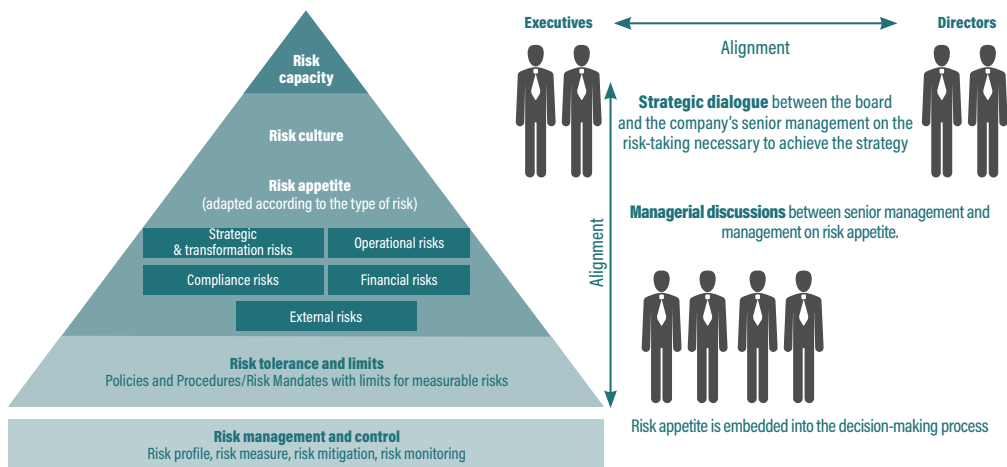 Risk
capacity
Risk culture
Risk appetite
(adapted according to the type of risk)
Strategic
& transformation risks
Operational risks
Compliance risks
Financial risks
External risks
Risk tolerance and limits
Policies and Procedures/Risk Mandates with limits for measurable risks
Risk management and control
Risk profile, risk measure, risk mitigation, risk monitoring
Executives
Directors
Alignment
Strategic dialogue between the board
and the company's senior management on the
risk-taking necessary to achieve the strategy
Alignment
Managerial discussions between senior management and
management on risk appetite.
Risk appetite is embedded into the decision-making process